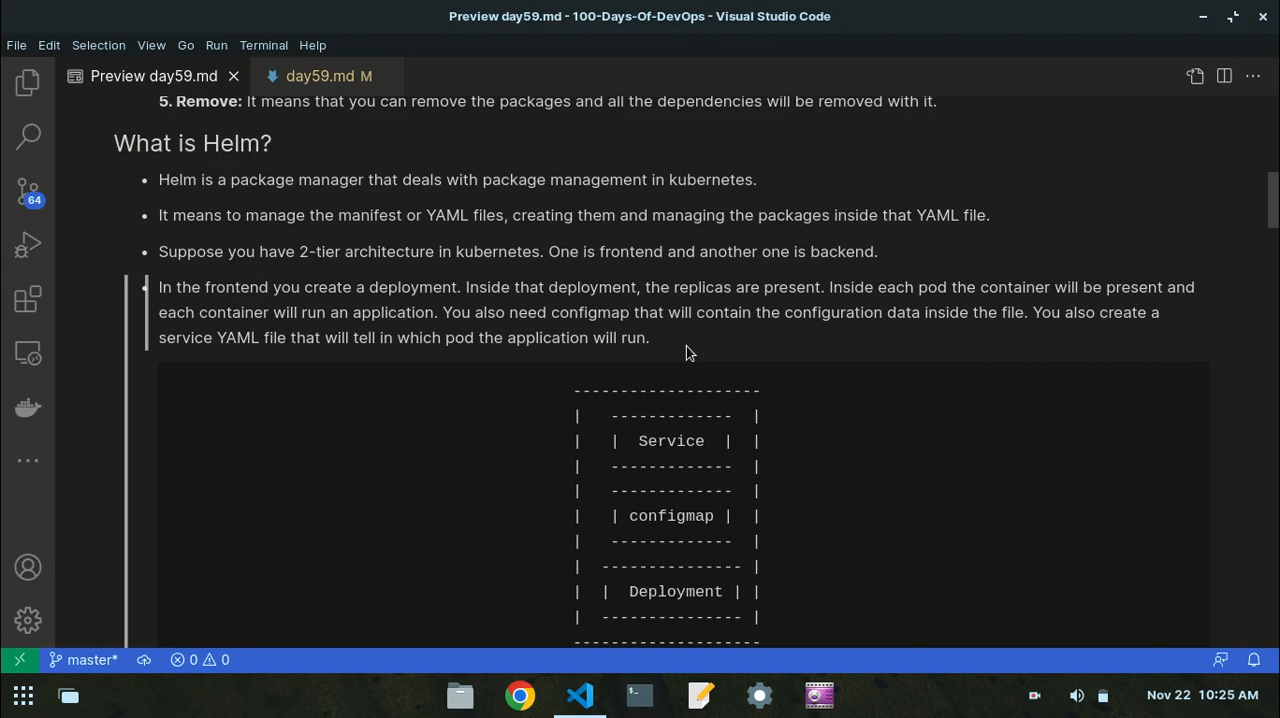 Preview day59.md - 100-Days-Of-DevOps - Visual Studio Code
File Edit Selection View Go Run Terminal Help
Preview day59.md
day59.md M
5. Remove: It means that you can remove the packages and all the dependencies will be removed with it.
What is Helm?
• Helm is a package manager that deals with package management in kubernetes.
• It means to manage the manifest or YAML files, creating them and managing the packages inside that YAML file.
• Suppose you have 2-tier architecture in kubernetes. One is frontend and another one is backend.
• In the frontend you create a deployment. Inside that deployment, the replicas are present. Inside each pod the container will be present and
each container will run an application. You also need configmap that will contain the configuration data inside the file. You also create a
service YAML file that will tell in which pod the application will run.
--------------------
|   -------------  |
|   |  Service  |  |
|   -------------  |
|   -------------  |
|   | configmap |  |
|   -------------  |
|  --------------- |
|  |  Deployment | |
|  --------------- |
--------------------
64
master* 0 0
Nov 22 10:25 AM